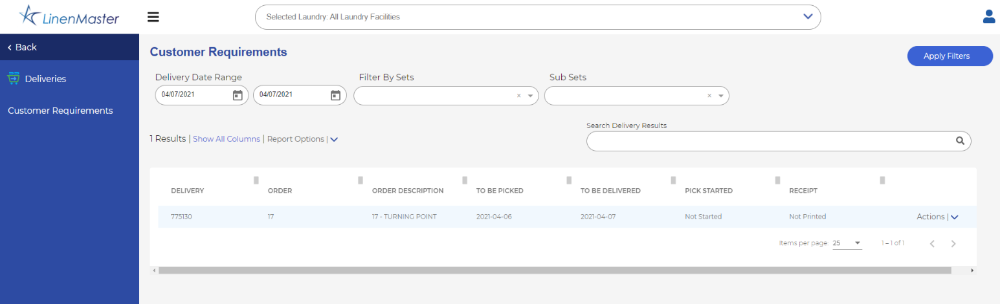 LinenMaster
Selected Laundry: All Laundry Facilities
Back
Deliveries
Customer Requirements
Customer Requirements
Apply Filters
Delivery Date Range Filter By Sets Sub Sets
04/07/2021 04/07/2021 × ×
Search Delivery Results
1 Results | Show All Columns | Report Options |
DELIVERY ORDER ORDER DESCRIPTION TO BE PICKED TO BE DELIVERED PICK STARTED RECEIPT
775130 17 17 - TURNING POINT 2021-04-06 2021-04-07 Not Started Not Printed Actions |
Items per page: 25 1 – 1 of 1